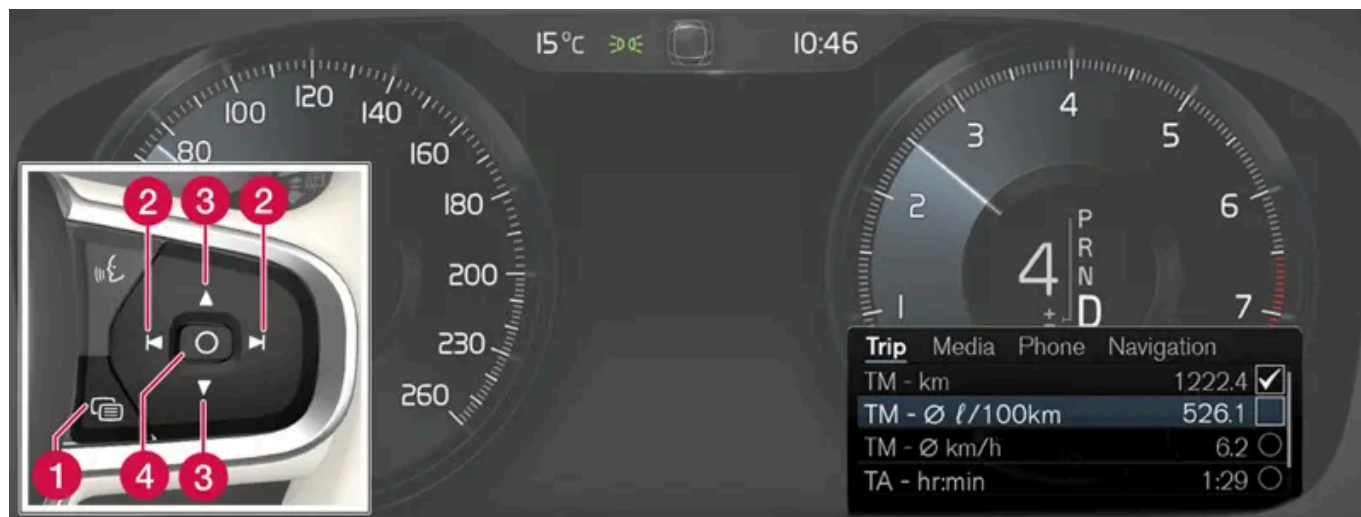 15°C 10:46
80 100 120 140 160 180 200 230 260
1 2 3 4 5 6 7
4
P
R
N
D
±
2 3 2
1 4 3
Trip Media Phone Navigation
TM - km 1222.4
TM - Ø ℓ/100km 526.1
TM - Ø km/h 6.2
TA - hr:min 1:29